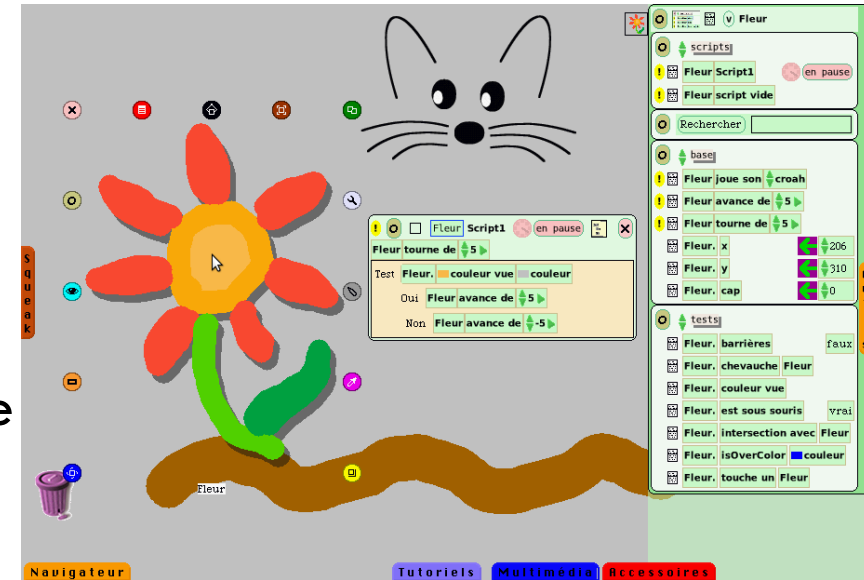 Fleur
scripts
Fleur Script1 en pause
Fleur script vide
Rechercher
base
Fleur joue son croah
Fleur avance de 5
Fleur tourne de 5
Fleur. x 206
Fleur. y 310
Fleur. cap 0
tests
Fleur. barrières faux
Fleur. chevauche Fleur
Fleur. couleur vue
Fleur. est sous souris vrai
Fleur. intersection avec Fleur
Fleur. isOverColor couleur
Fleur. touche un Fleur
! Fleur Script1 en pause
Fleur tourne de 5
Test Fleur. couleur vue couleur
Oui Fleur avance de 5
Non Fleur avance de -5
Squeak
e
Fleur
Navigateur
Tutoriels
Multimédia
Accessoires